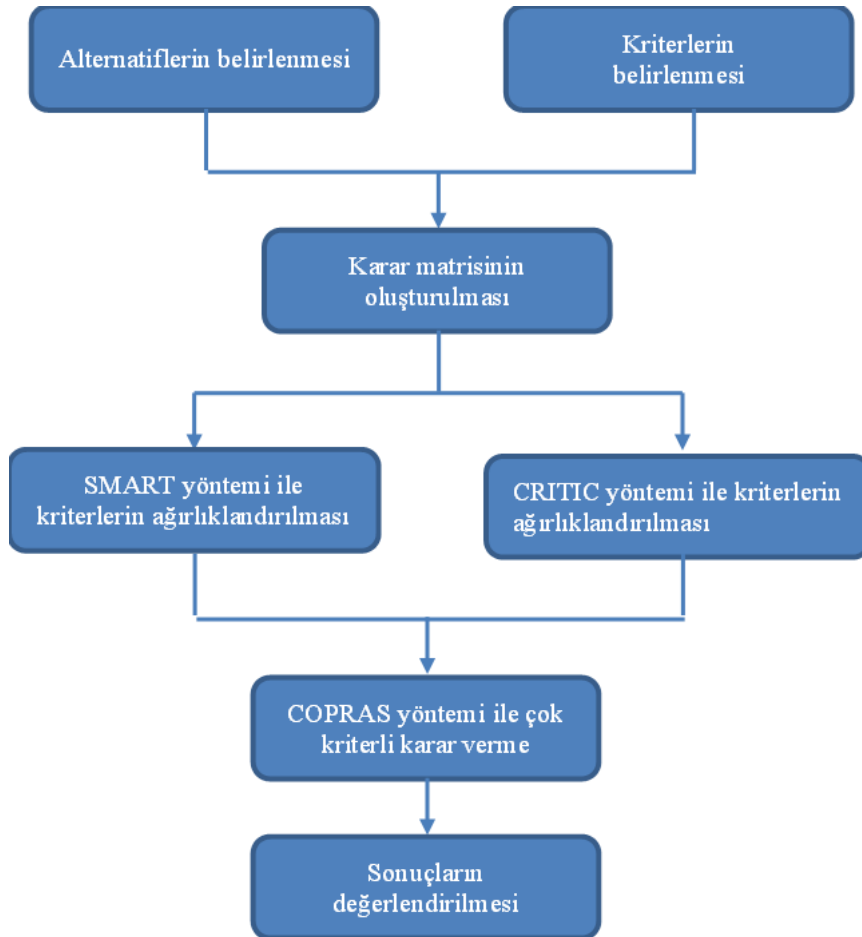 Alternatiflerin belirlenmesi
Kriterlerin
belirlenmesi
Karar matrisinin
oluşturulması
SMART yöntemi ile
kriterlerin ağırlıklandırılması
CRITIC yöntemi ile kriterlerin
ağırlıklandırılması
COPRAS yöntemi ile çok
kriterli karar verme
Sonuçların
değerlendirilmesi